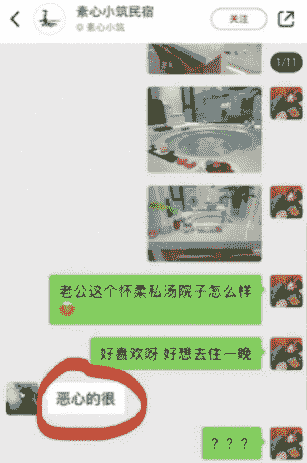 素心小筑民宿
素心小筑
关注
1/11
老公这个怀柔私汤院子怎么样
好喜欢呀 好想去住一晚
恶心的很
？？？